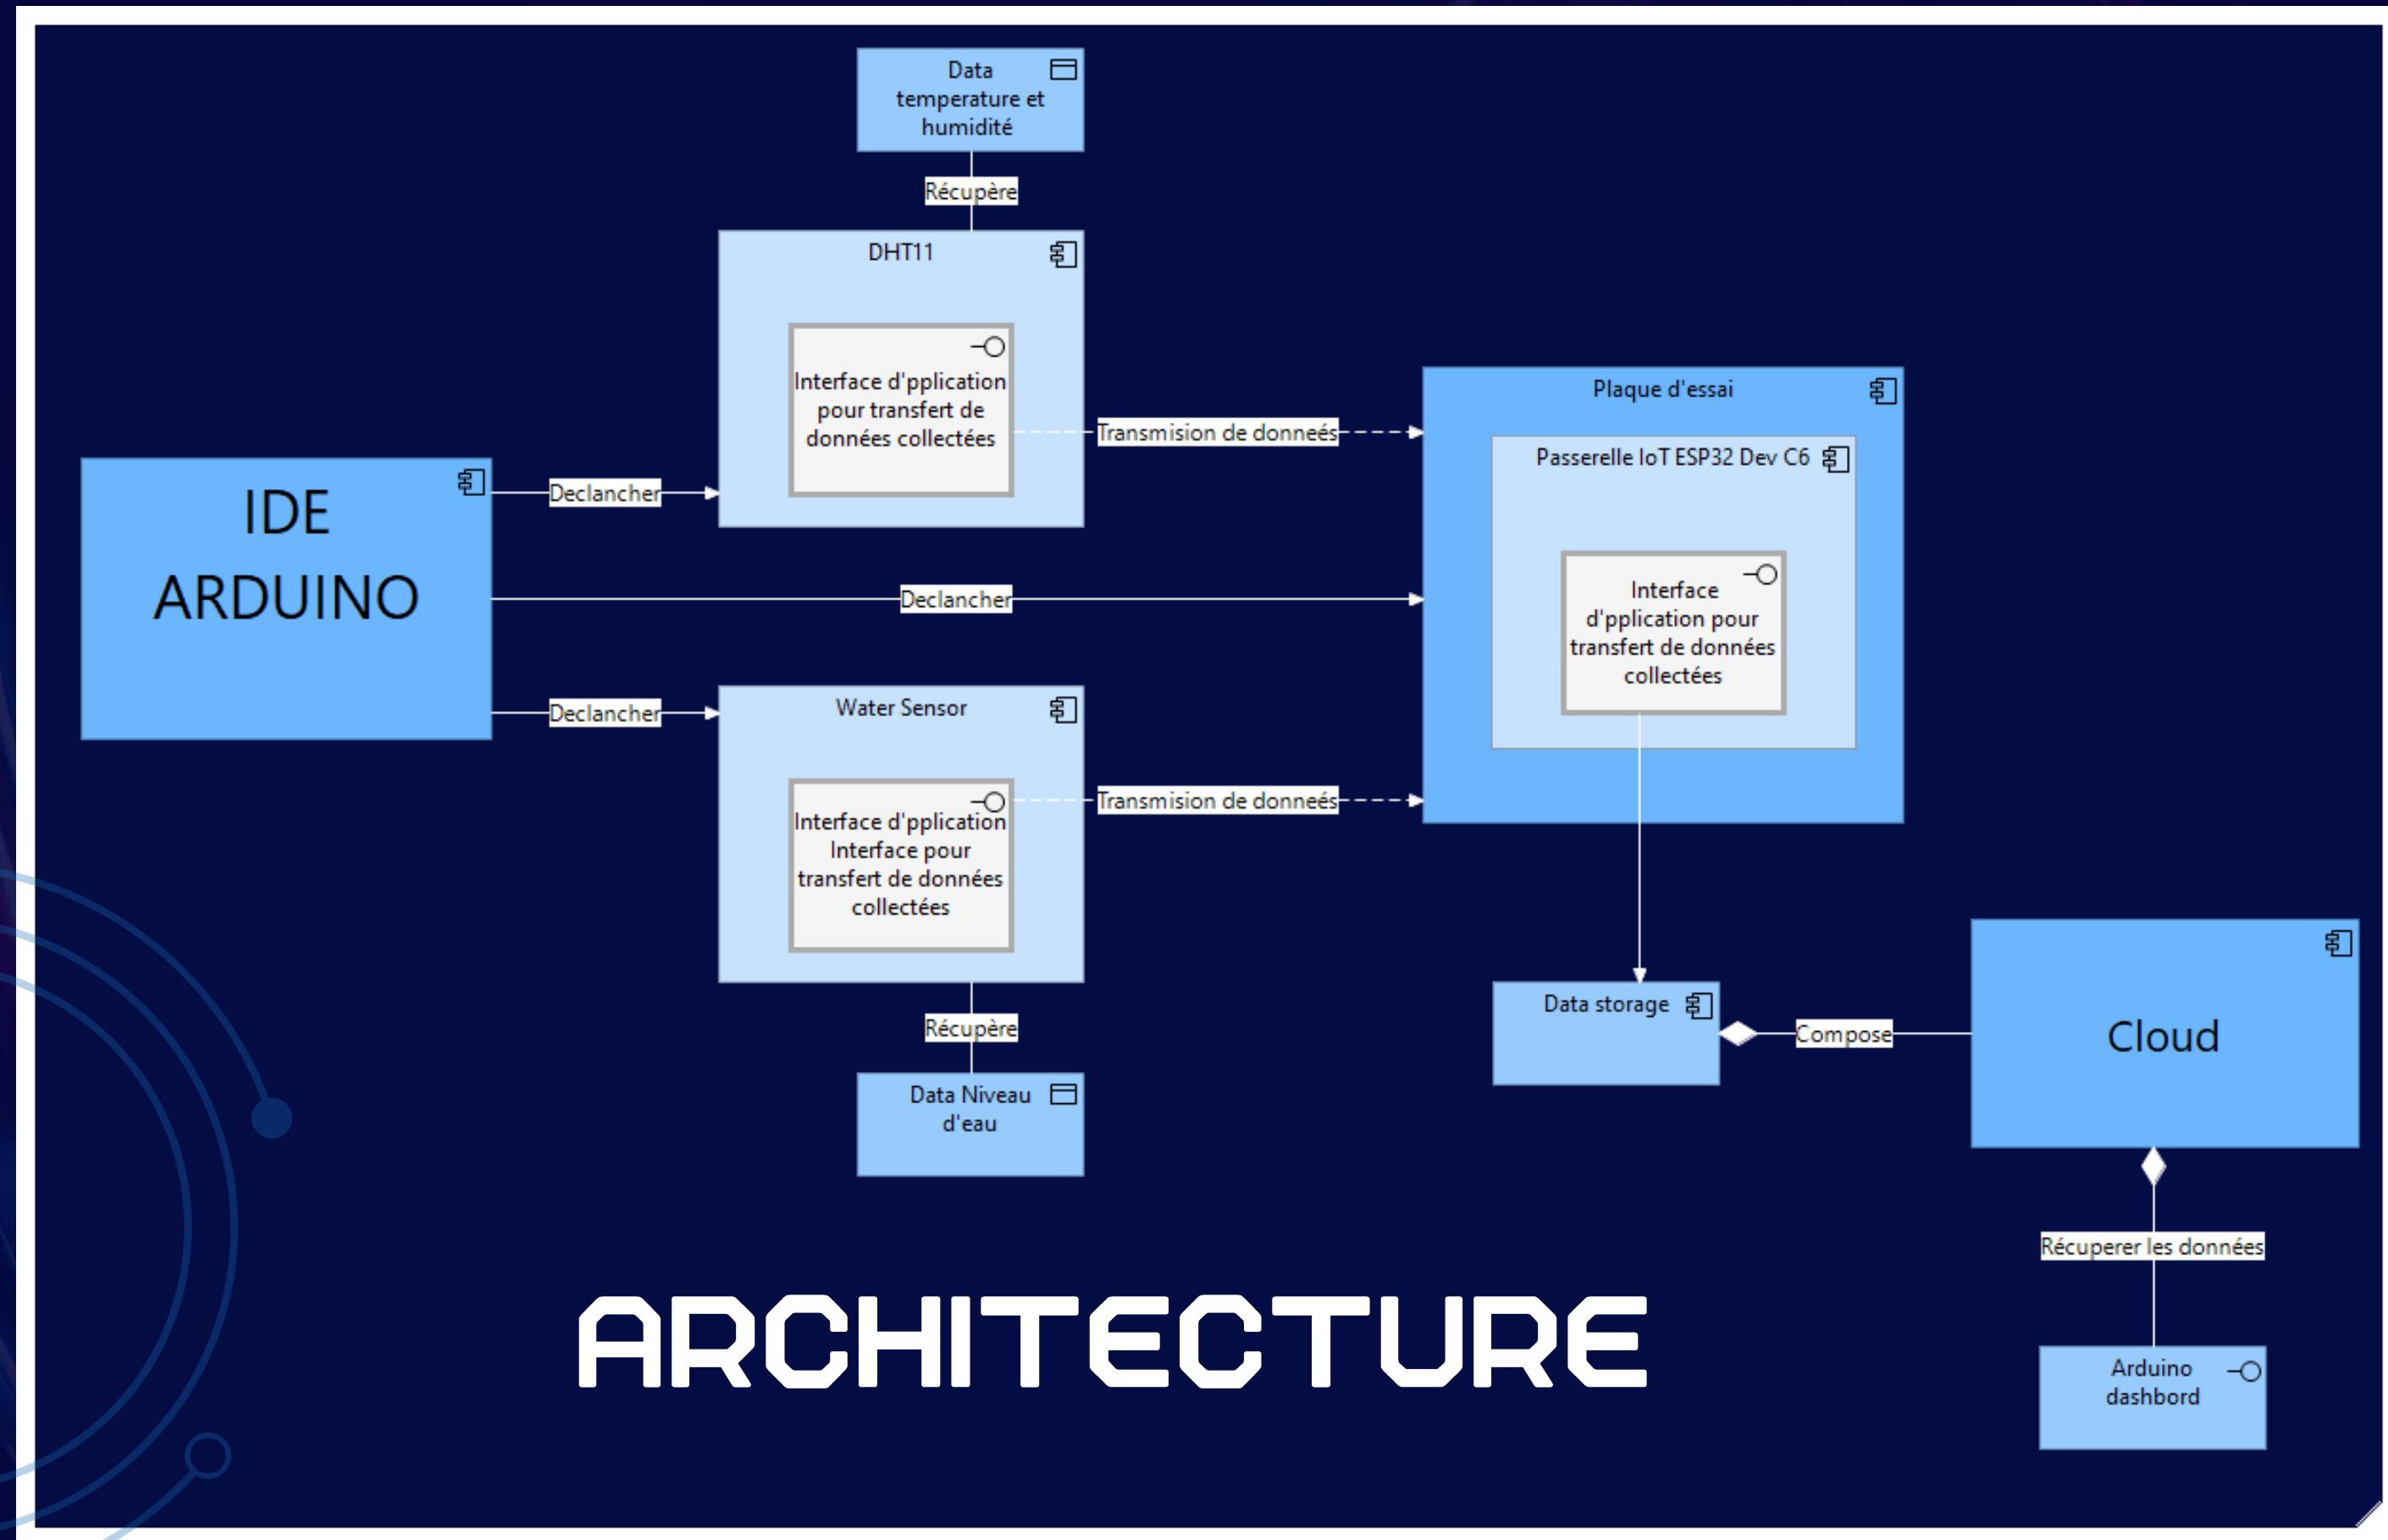 Data
temperature et
humidité
Récupère
DHT11
Interface d'pplication
pour transfert de
données collectées
Transmision de donneés
Plaque d'essai
Passerelle IoT ESP32 Dev C6
Interface
d'pplication pour
transfert de données
collectées
IDE
ARDUINO
Declancher
Declancher
Declancher
Water Sensor
Interface d'pplication
Interface pour
transfert de données
collectées
Transmision de donneés
Récupère
Data Niveau
d'eau
Data storage
Compose
Cloud
Récuperer les données
Arduino
dashbord
ARCHITECTURE